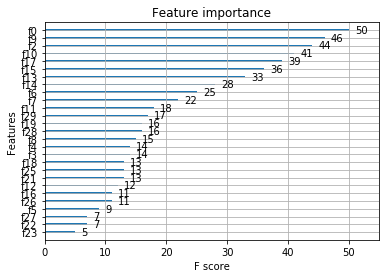 Feature importance
f0 50
f9 46
f2 44
f10 41
f17 39
f15 36
f13 33
f14 28
f6 25
f7 22
f11 18
f29 17
f19 16
f28 16
f8 15
f4 14
f3 14
f18 13
f25 13
f21 13
f12 12
f16 11
f26 11
f5 9
f27 7
f22 7
f23 5
Features
0 10 20 30 40 50
F score